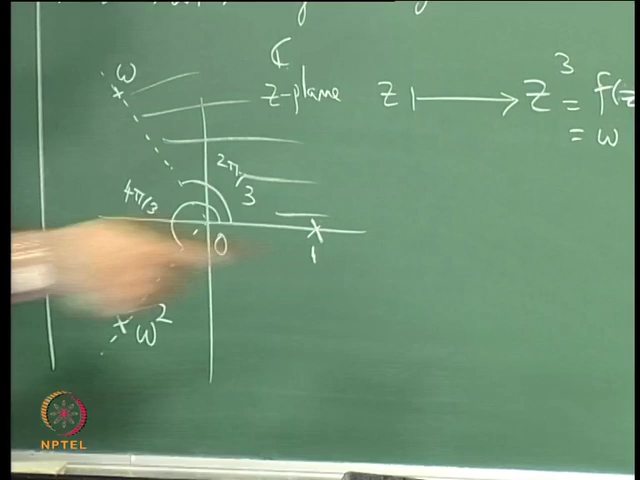 ℂ
z-plane
z ⟼ z³ = f(z
= ω
ω
2π/3
4π/3
0
1
ω²
NPTEL